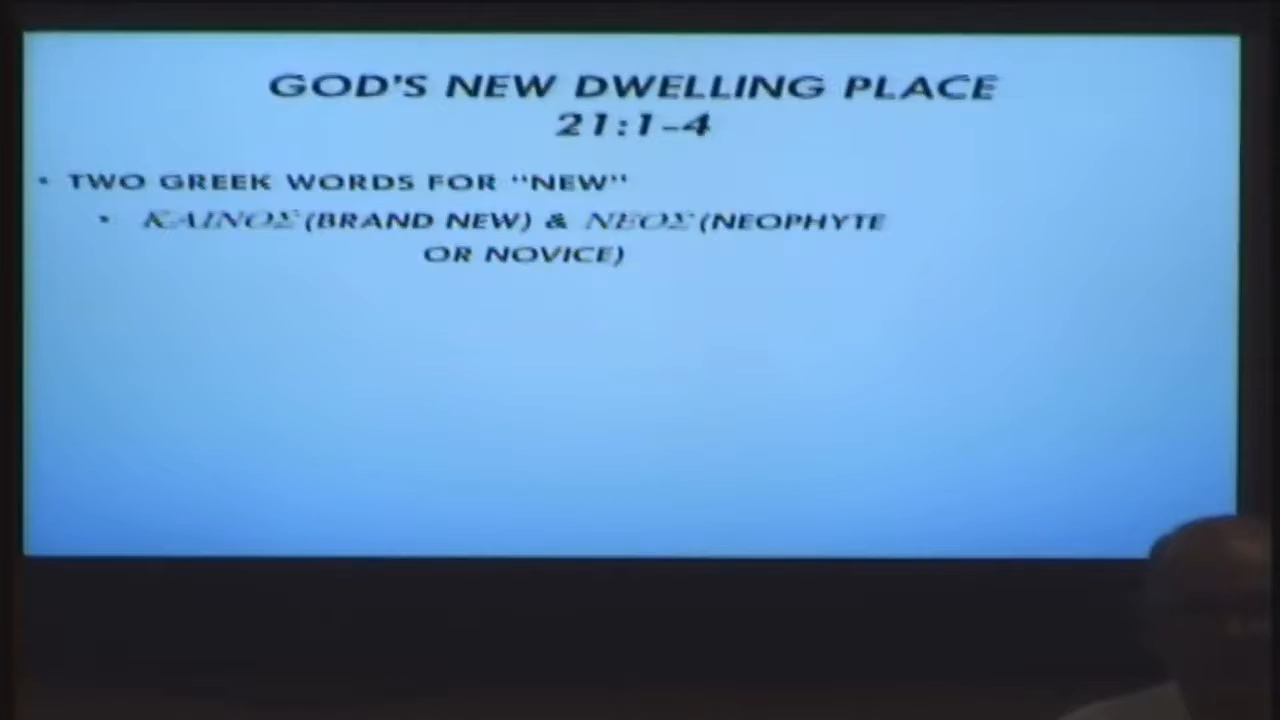 GOD'S NEW DWELLING PLACE
21:1-4
• TWO GREEK WORDS FOR "NEW"
• ΚΑΙΝΟΣ (BRAND NEW) & ΝΕΟΣ (NEOPHYTE
OR NOVICE)